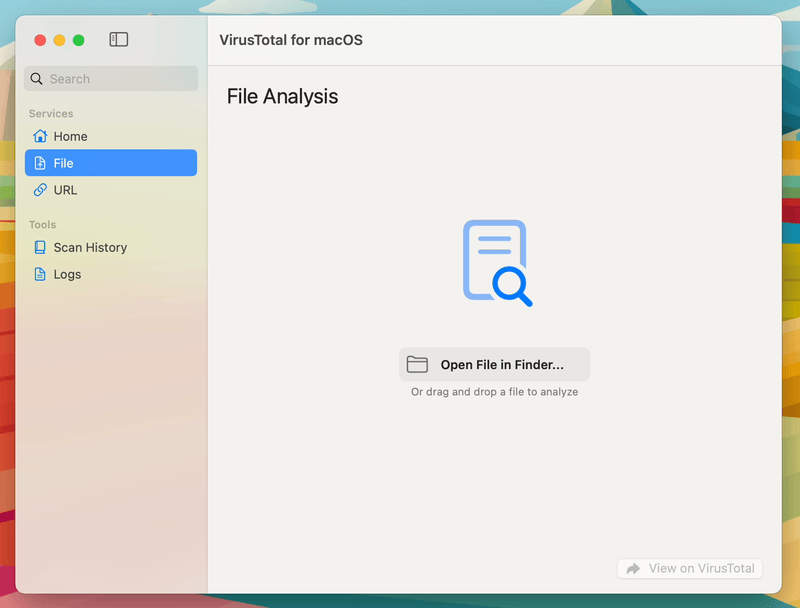 VirusTotal for macOS
Search
Services
Home
File
URL
Tools
Scan History
Logs
File Analysis
Open File in Finder...
Or drag and drop a file to analyze
View on VirusTotal